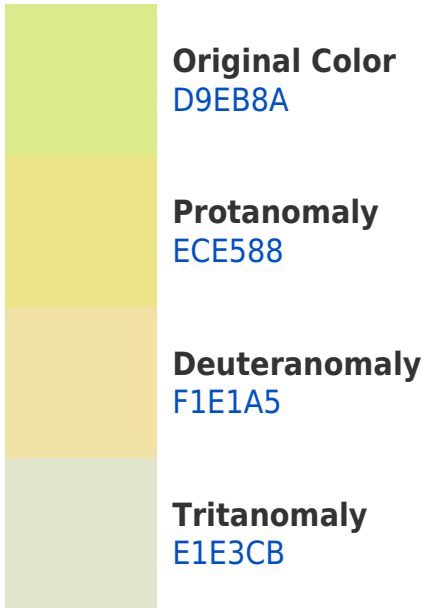 Original Color
D9EB8A
Protanomaly
ECE588
Deuteranomaly
F1E1A5
Tritanomaly
E1E3CB